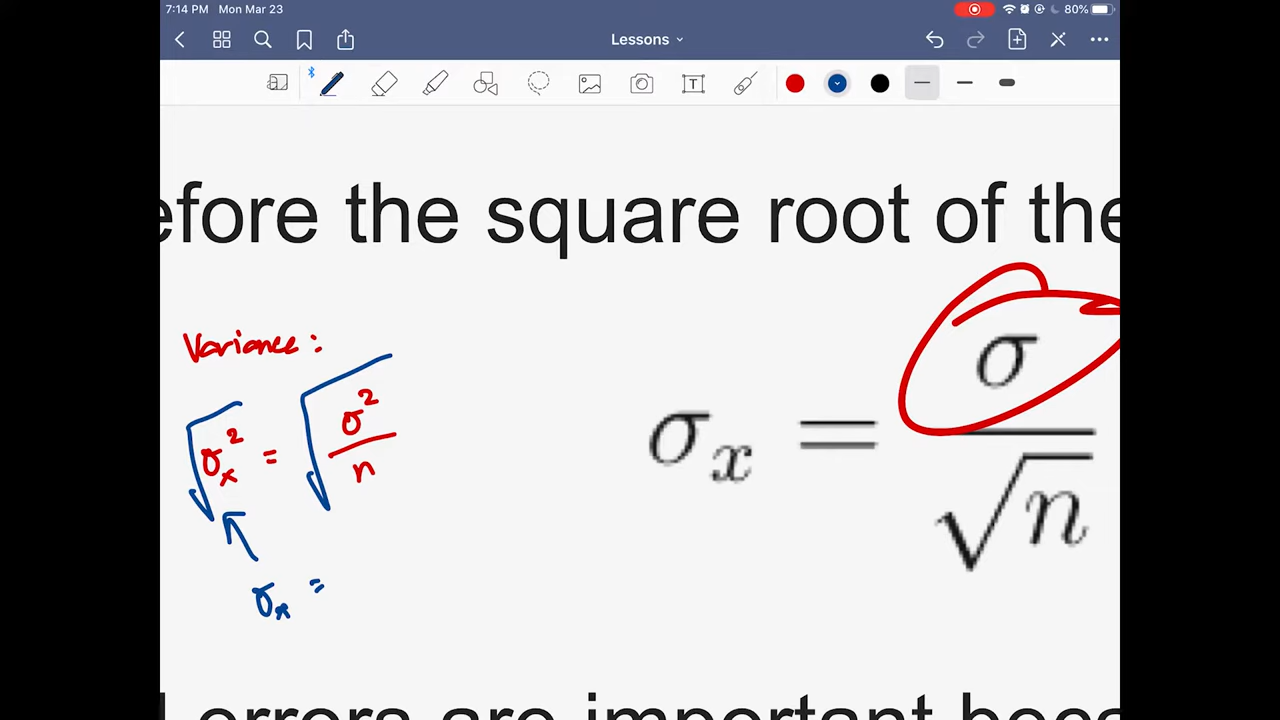 7:14 PM Mon Mar 23
80%
Lessons
T
efore the square root of the
Variance:
√σₓ² = √(σ²/n)
σₓ =
σₓ = σ/√n
l errors are important beca